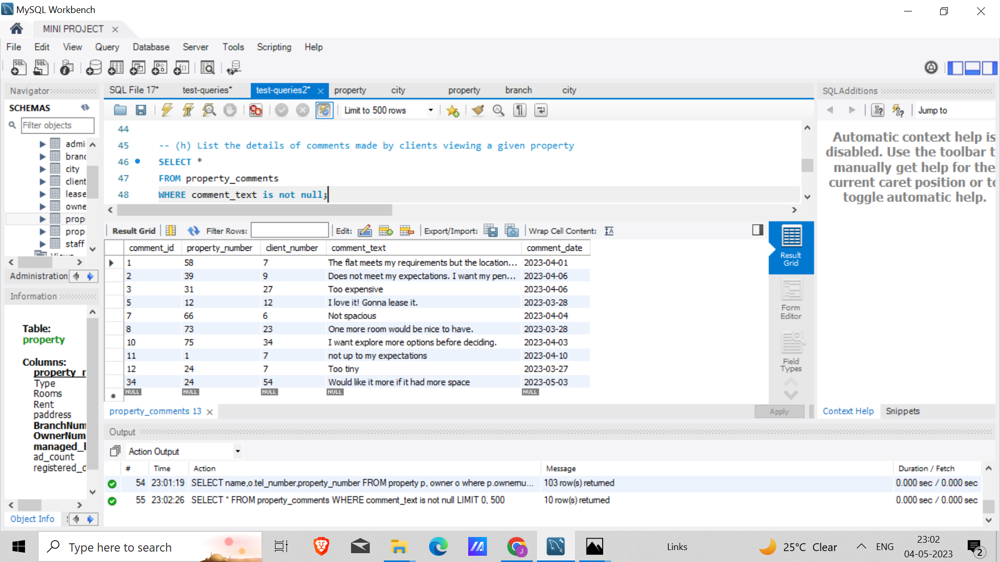 MySQL Workbench
MINI PROJECT
File Edit View Query Database Server Tools Scripting Help
Navigator
SCHEMAS
Filter objects
admi
branc
city
client
lease
owne
prop
prop
staff
Administration
Information
Table:
property
Columns:
property_r
Type
Rooms
Rent
paddress
BranchNum
OwnerNum
managed_l
ad_count
registered_d
Object Info
SQL File 17* test-queries* test-queries2* property city property branch city
Limit to 500 rows
44
45 -- (h) List the details of comments made by clients viewing a given property
46 SELECT *
47 FROM property_comments
48 WHERE comment_text is not null;
Result Grid Filter Rows: Edit: Export/Import: Wrap Cell Content:
comment_id property_number client_number comment_text comment_date
1 58 7 The flat meets my requirements but the location... 2023-04-01
2 39 9 Does not meet my expectations. I want my pen... 2023-04-06
3 31 27 Too expensive 2023-04-06
5 12 12 I love it! Gonna lease it. 2023-03-28
7 66 6 Not spacious 2023-04-04
8 73 23 One more room would be nice to have. 2023-03-28
10 75 34 I want explore more options before deciding. 2023-04-03
11 1 7 not up to my expectations 2023-04-10
12 24 7 Too tiny 2023-03-27
34 24 54 Would like it more if it had more space 2023-05-03
NULL NULL NULL NULL NULL
Result
Grid
Form
Editor
Field
Types
property_comments 13
Apply
SQLAdditions
Jump to
Automatic context help is
disabled. Use the toolbar t
manually get help for the
current caret position or to
toggle automatic help.
Context Help Snippets
Output
Action Output
# Time Action Message Duration / Fetch
54 23:01:19 SELECT name,o.tel_number,property_number FROM property p, owner o where p.ownernu... 103 row(s) returned 0.000 sec / 0.000 sec
55 23:02:26 SELECT * FROM property_comments WHERE comment_text is not null LIMIT 0, 500 10 row(s) returned 0.000 sec / 0.000 sec
Type here to search
Links
25°C Clear
ENG
23:02
04-05-2023
2